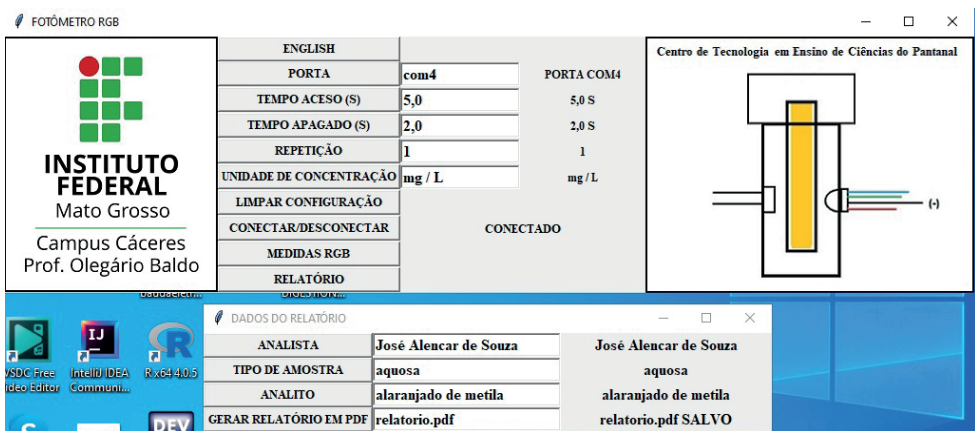 FOTÔMETRO RGB
INSTITUTO
FEDERAL
Mato Grosso
Campus Cáceres
Prof. Olegário Baldo
ENGLISH
PORTA com4 PORTA COM4
TEMPO ACESO (S) 5,0 5,0 S
TEMPO APAGADO (S) 2,0 2,0 S
REPETIÇÃO 1 1
UNIDADE DE CONCENTRAÇÃO mg / L mg / L
LIMPAR CONFIGURAÇÃO
CONECTAR/DESCONECTAR CONECTADO
MEDIDAS RGB
RELATÓRIO
Centro de Tecnologia em Ensino de Ciências do Pantanal
(-)
DADOS DO RELATÓRIO
ANALISTA José Alencar de Souza José Alencar de Souza
TIPO DE AMOSTRA aquosa aquosa
ANALITO alaranjado de metila alaranjado de metila
GERAR RELATÓRIO EM PDF relatorio.pdf relatorio.pdf SALVO
VSDC Free
Video Editor
IJ
IntelliJ IDEA
Communi...
R x64 4.0.5
DEV